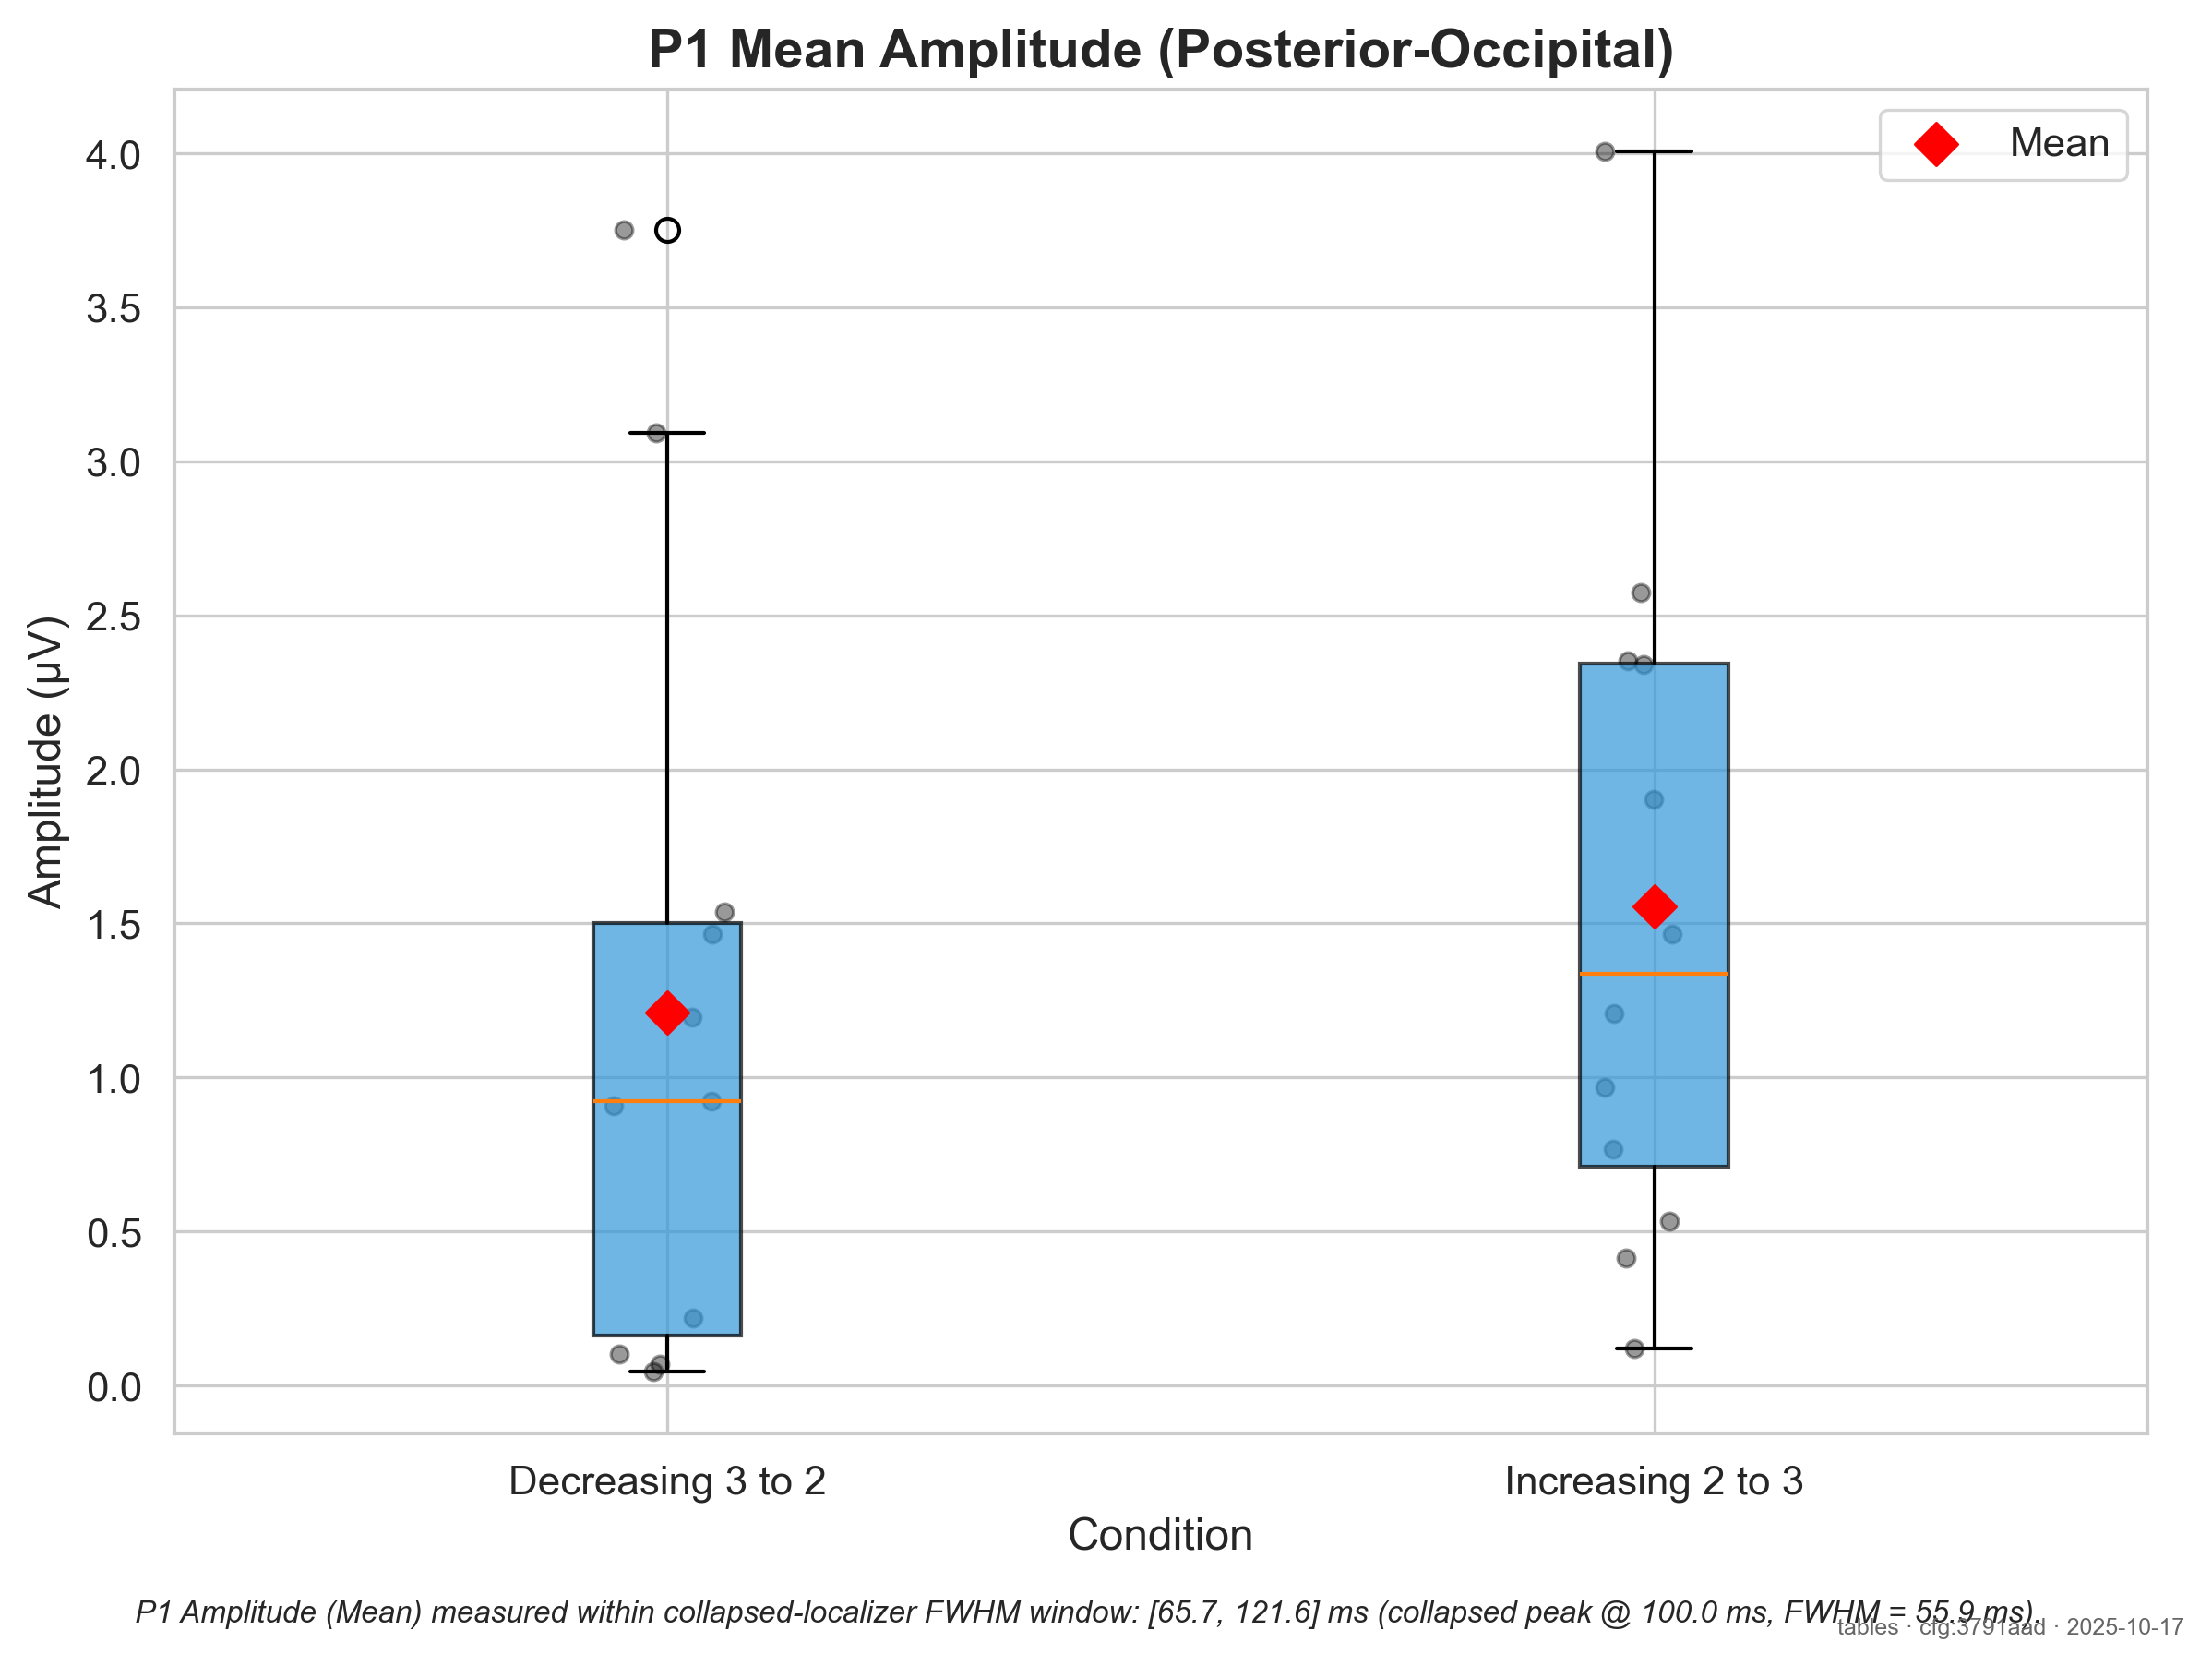 P1 Mean Amplitude (Posterior-Occipital)
Mean
4.0
3.5
3.0
2.5
2.0
1.5
1.0
0.5
0.0
Amplitude (µV)
Decreasing 3 to 2
Increasing 2 to 3
Condition
P1 Amplitude (Mean) measured within collapsed-localizer FWHM window: [65.7, 121.6] ms (collapsed peak @ 100.0 ms, FWHM = 55.9 ms).
tables · cfg:3791aad · 2025-10-17